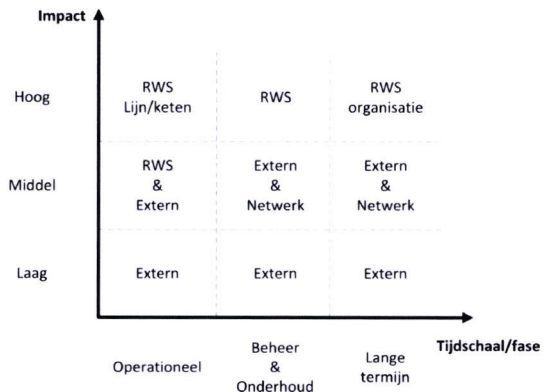 Impact
Hoog
RWS
Lijn/keten
RWS
RWS
organisatie
Middel
RWS
&
Extern
Extern
&
Netwerk
Extern
&
Netwerk
Laag
Extern
Extern
Extern
Tijdschaal/fase
Operationeel
Beheer
&
Onderhoud
Lange
termijn